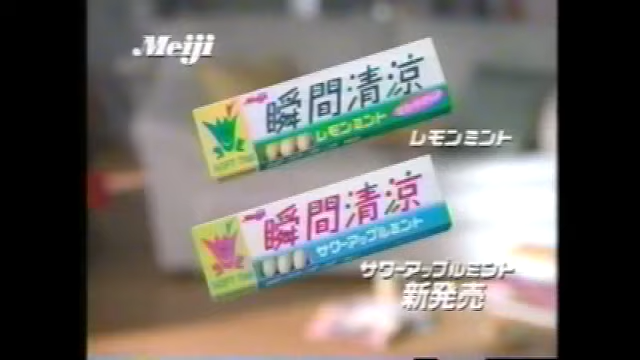 Meiji
瞬間清涼
レモンミント
レモンミント
瞬間清涼
サワーアップルミント
サワーアップルミント
新発売